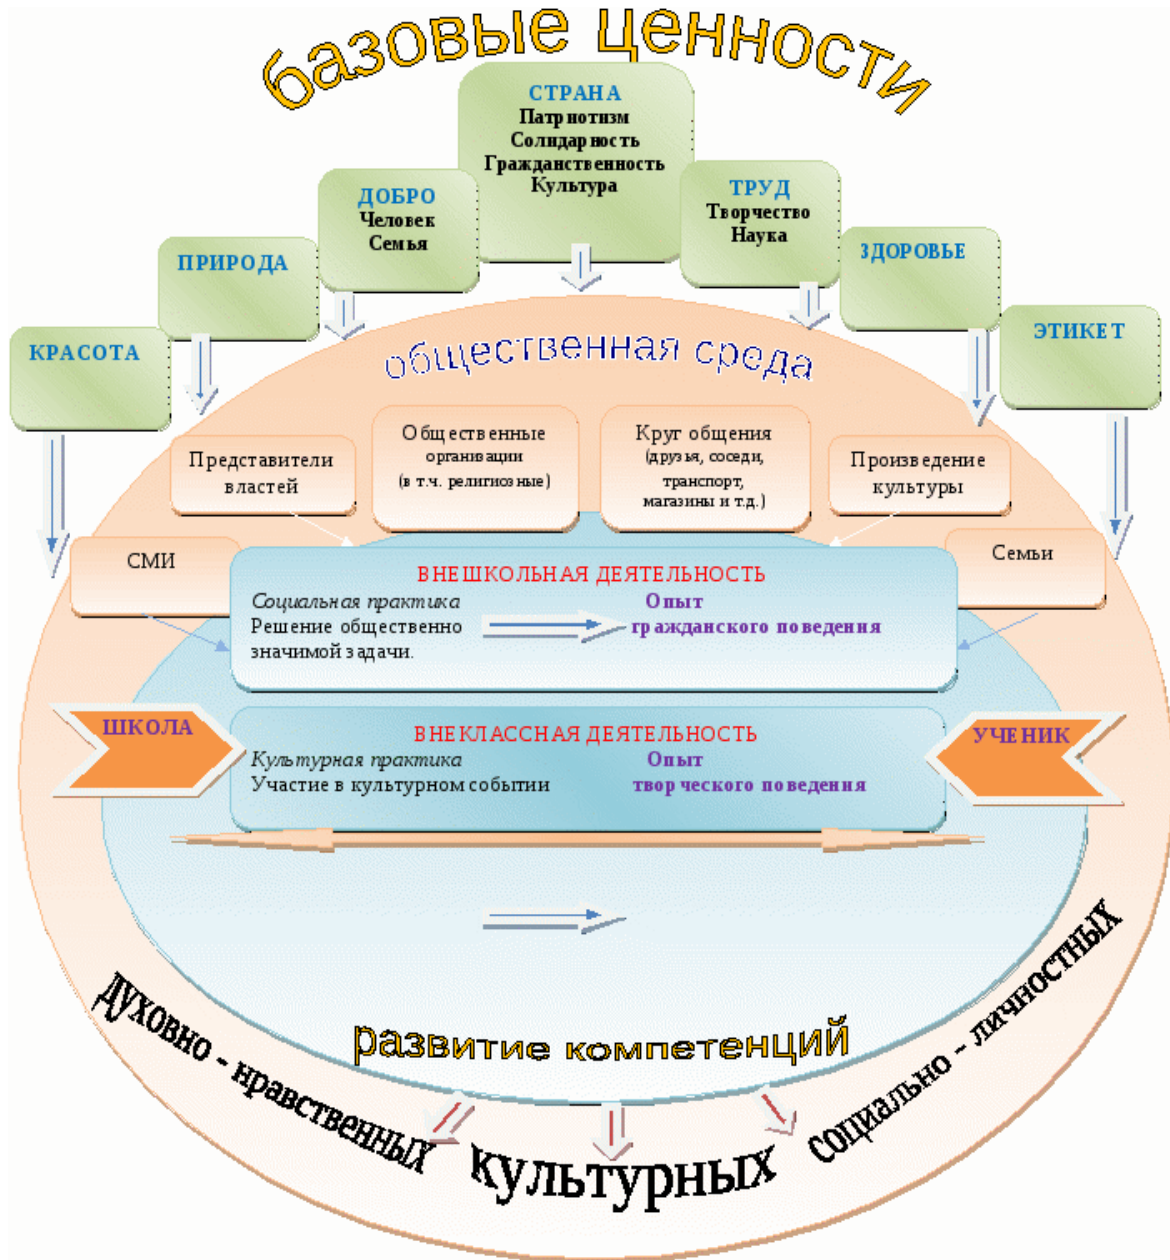 базовые ценности
СТРАНА
Патриотизм
Солидарность
Гражданственность
Культура
ДОБРО
Человек
Семья
ТРУД
Творчество
Наука
ПРИРОДА
ЗДОРОВЬЕ
КРАСОТА
ЭТИКЕТ
общественная среда
Представители
властей
Общественные
организации
(в т.ч. религиозные)
Круг общения
(друзья, соседи,
транспорт,
магазины и т.д.)
Произведение
культуры
СМИ
Семьи
ВНЕШКОЛЬНАЯ ДЕЯТЕЛЬНОСТЬ
Социальная практика Опыт
Решение общественно гражданского поведения
значимой задачи.
ШКОЛА
УЧЕНИК
ВНЕКЛАССНАЯ ДЕЯТЕЛЬНОСТЬ
Культурная практика Опыт
Участие в культурном событии творческого поведения
развитие компетенций
духовно - нравственных
культурных
социально - личностных